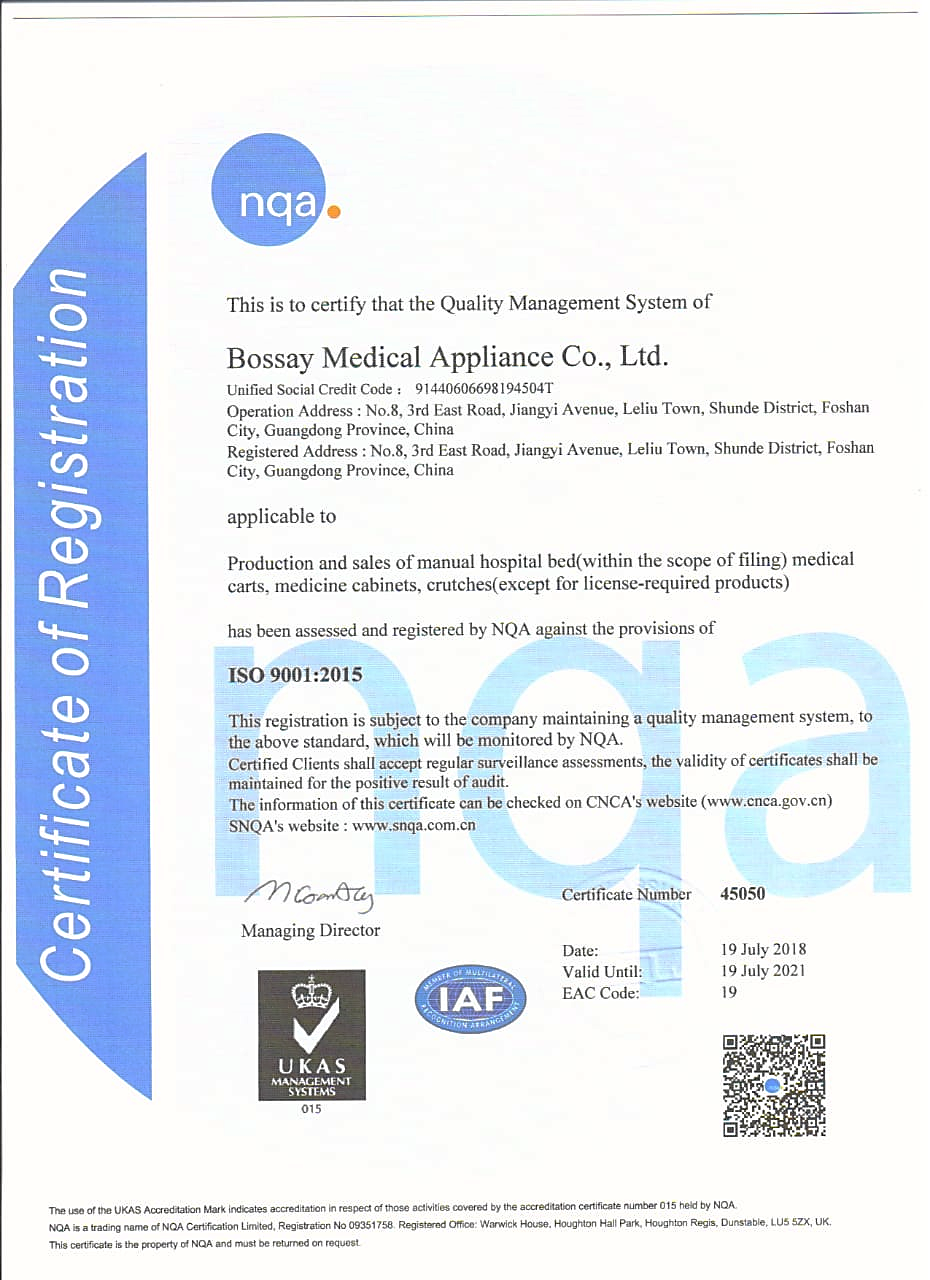 Certificate of Registration
nqa.
This is to certify that the Quality Management System of
Bossay Medical Appliance Co., Ltd.
Unified Social Credit Code : 9144060669819​4504T
Operation Address : No.8, 3rd East Road, Jiangyi Avenue, Leliu Town, Shunde District, Foshan
City, Guangdong Province, China
Registered Address : No.8, 3rd East Road, Jiangyi Avenue, Leliu Town, Shunde District, Foshan
City, Guangdong Province, China
applicable to
Production and sales of manual hospital bed(within the scope of filing) medical
carts, medicine cabinets, crutches(except for license-required products)
has been assessed and registered by NQA against the provisions of
ISO 9001:2015
This registration is subject to the company maintaining a quality management system, to
the above standard, which will be monitored by NQA.
Certified Clients shall accept regular surveillance assessments, the validity of certificates shall be
maintained for the positive result of audit.
The information of this certificate can be checked on CNCA's website (www.cnca.gov.cn)
SNQA's website : www.snqa.com.cn
nqa
Managing Director
Certificate Number 45050
Date: 19 July 2018
Valid Until: 19 July 2021
EAC Code: 19
UKAS
MANAGEMENT
SYSTEMS
015
MEMBER OF MULTILATERAL
IAF
RECOGNITION ARRANGEMENT
The use of the UKAS Accreditation Mark indicates accreditation in respect of those activities covered by the accreditation certificate number 015 held by NQA.
NQA is a trading name of NQA Certification Limited, Registration No 09351758. Registered Office: Warwick House, Houghton Hall Park, Houghton Regis, Dunstable, LU5 5ZX, UK.
This certificate is the property of NQA and must be returned on request.